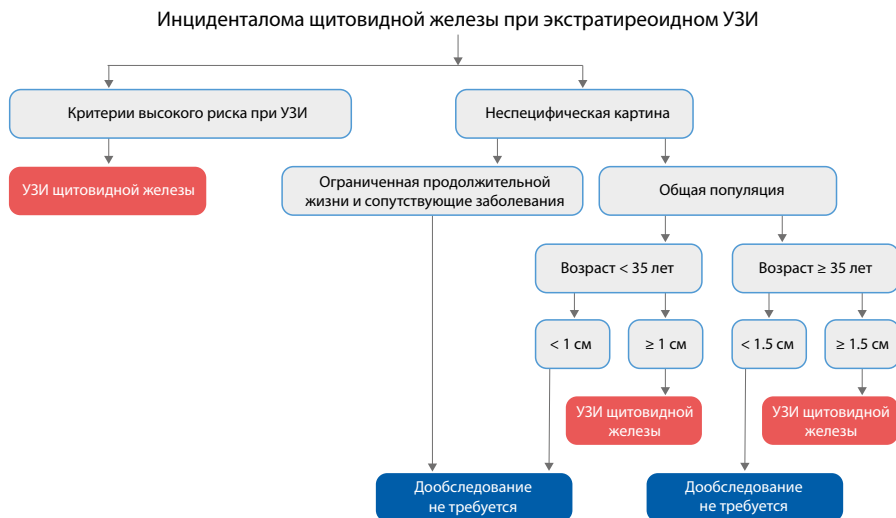 Инциденталома щитовидной железы при экстратиреоидном УЗИ
Критерии высокого риска при УЗИ
Неспецифическая картина
УЗИ щитовидной железы
Ограниченная продолжительной
жизни и сопутствующие заболевания
Общая популяция
Возраст < 35 лет
Возраст ≥ 35 лет
< 1 см
≥ 1 см
< 1.5 см
≥ 1.5 см
УЗИ щитовидной
железы
УЗИ щитовидной
железы
Дообследование
не требуется
Дообследование
не требуется